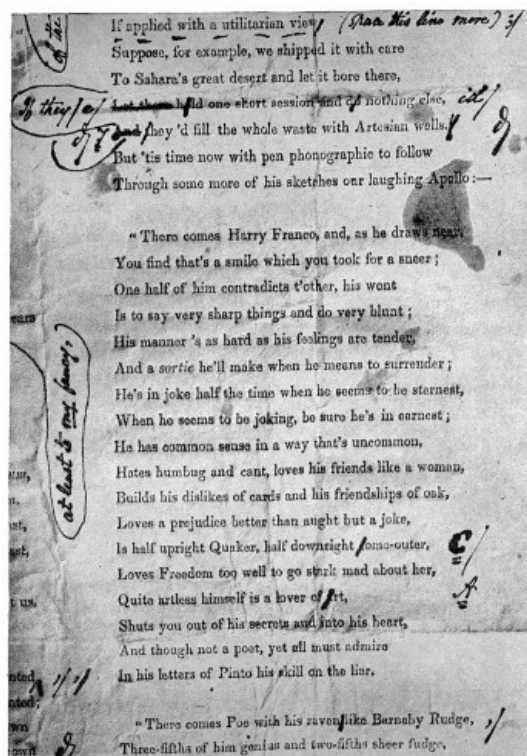 of the
If applied with a utilitarian view; (Space this line more)
Suppose, for example, we shipped it with care
To Sahara's great desert and let it bore there,
If they
Let them hold one short session and do nothing else,
And they'd fill the whole waste with Artesian wells.
But 'tis time now with pen phonographic to follow
Through some more of his sketches our laughing Apollo:—
"There comes Harry Franco, and, as he draws near,
You find that's a smile which you took for a sneer;
One half of him contradicts t'other, his wont
Is to say very sharp things and do very blunt;
His manner's as hard as his feelings are tender,
And a sortie he'll make when he means to surrender;
He's in joke half the time when he seems to be sternest,
When he seems to be joking, be sure he's in earnest;
He has common sense in a way that's uncommon,
Hates humbug and cant, loves his friends like a woman,
Builds his dislikes of cards and his friendships of oak,
Loves a prejudice better than aught but a joke,
Is half upright Quaker, half downright come-outer, C
Loves Freedom too well to go stark mad about her,
Quite artless himself is a lover of Art, A
Shuts you out of his secrets and into his heart,
And though not a poet, yet all must admire
In his letters of Pinto his skill on the liar.
"There comes Poe with his raven like Barnaby Rudge,
Three-fifths of him genius and two-fifths sheer fudge,
at least to my fancy,
ears
t us,
nted
nted;
own